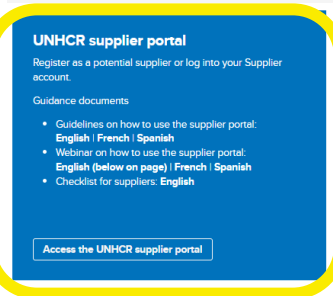 UNHCR supplier portal
Register as a potential supplier or log into your Supplier
account.
Guidance documents
• Guidelines on how to use the supplier portal:
English | French | Spanish
• Webinar on how to use the supplier portal:
English (below on page) | French | Spanish
• Checklist for suppliers: English
Access the UNHCR supplier portal